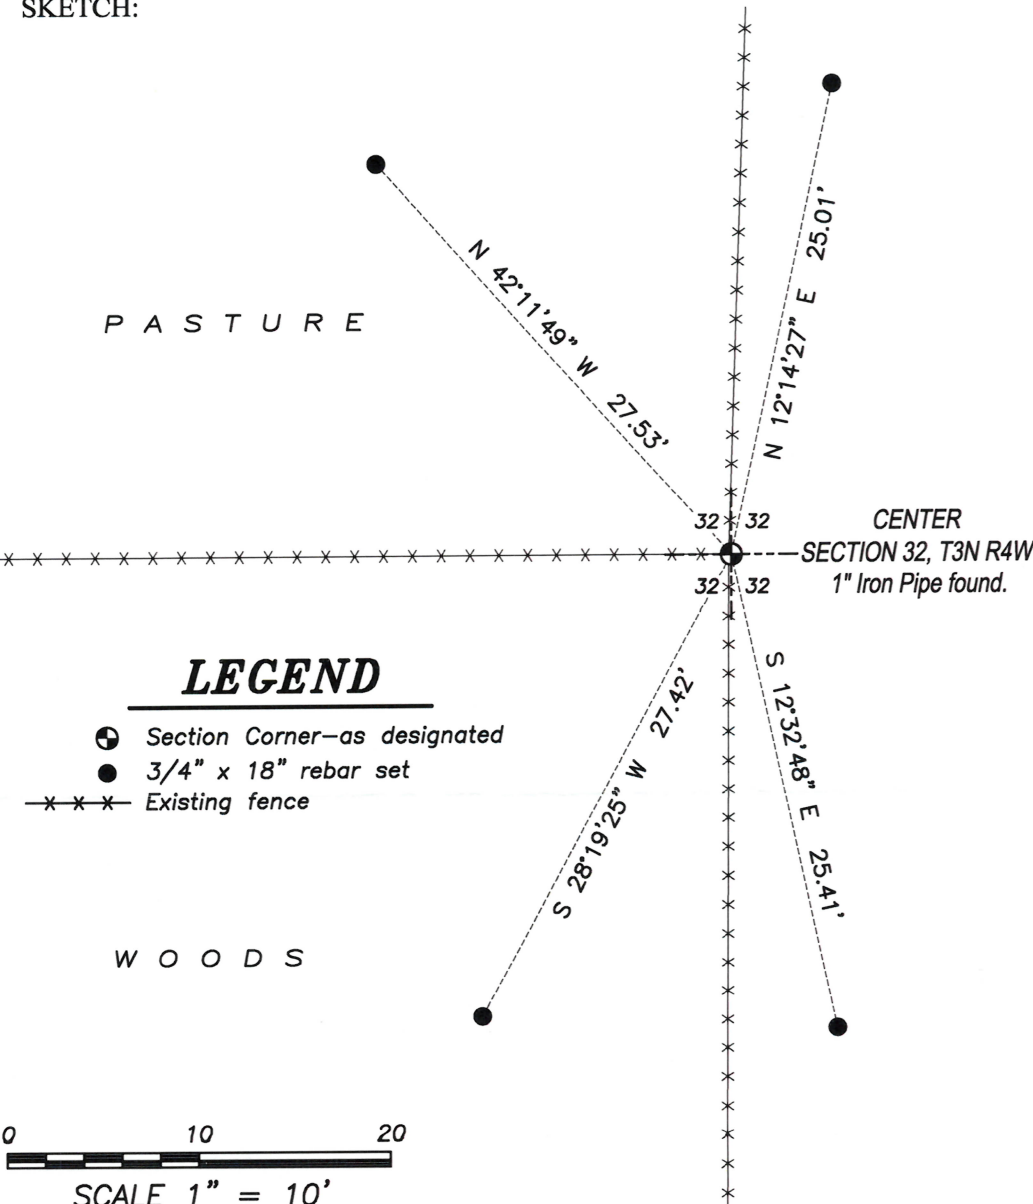 SKETCH:
N 12°14'27" E 25.01'
N 42°11'49" W 27.53'
PASTURE
32 32
CENTER
SECTION 32, T3N R4W
1" Iron Pipe found.
32 32
LEGEND
Section Corner-as designated
3/4" x 18" rebar set
Existing fence
S 28°19'25" W 27.42'
S 12°32'48" E 25.41'
WOODS
0 10 20
SCALE 1" = 10'